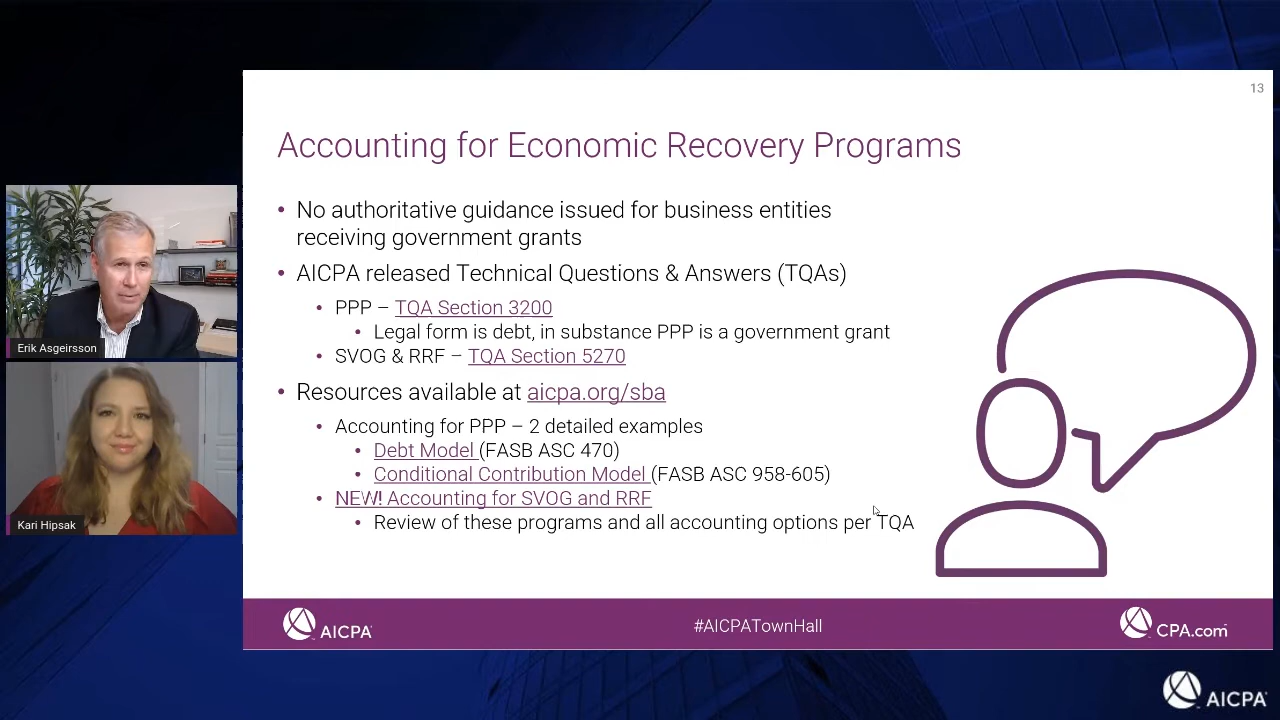 13
Accounting for Economic Recovery Programs
• No authoritative guidance issued for business entities
receiving government grants
• AICPA released Technical Questions & Answers (TQAs)
• PPP – TQA Section 3200
• Legal form is debt, in substance PPP is a government grant
• SVOG & RRF – TQA Section 5270
• Resources available at aicpa.org/sba
• Accounting for PPP – 2 detailed examples
• Debt Model (FASB ASC 470)
• Conditional Contribution Model (FASB ASC 958-605)
• NEW! Accounting for SVOG and RRF
• Review of these programs and all accounting options per TQA
Erik Asgeirsson
Kari Hipsak
AICPA
#AICPATownHall
CPA.com
AICPA